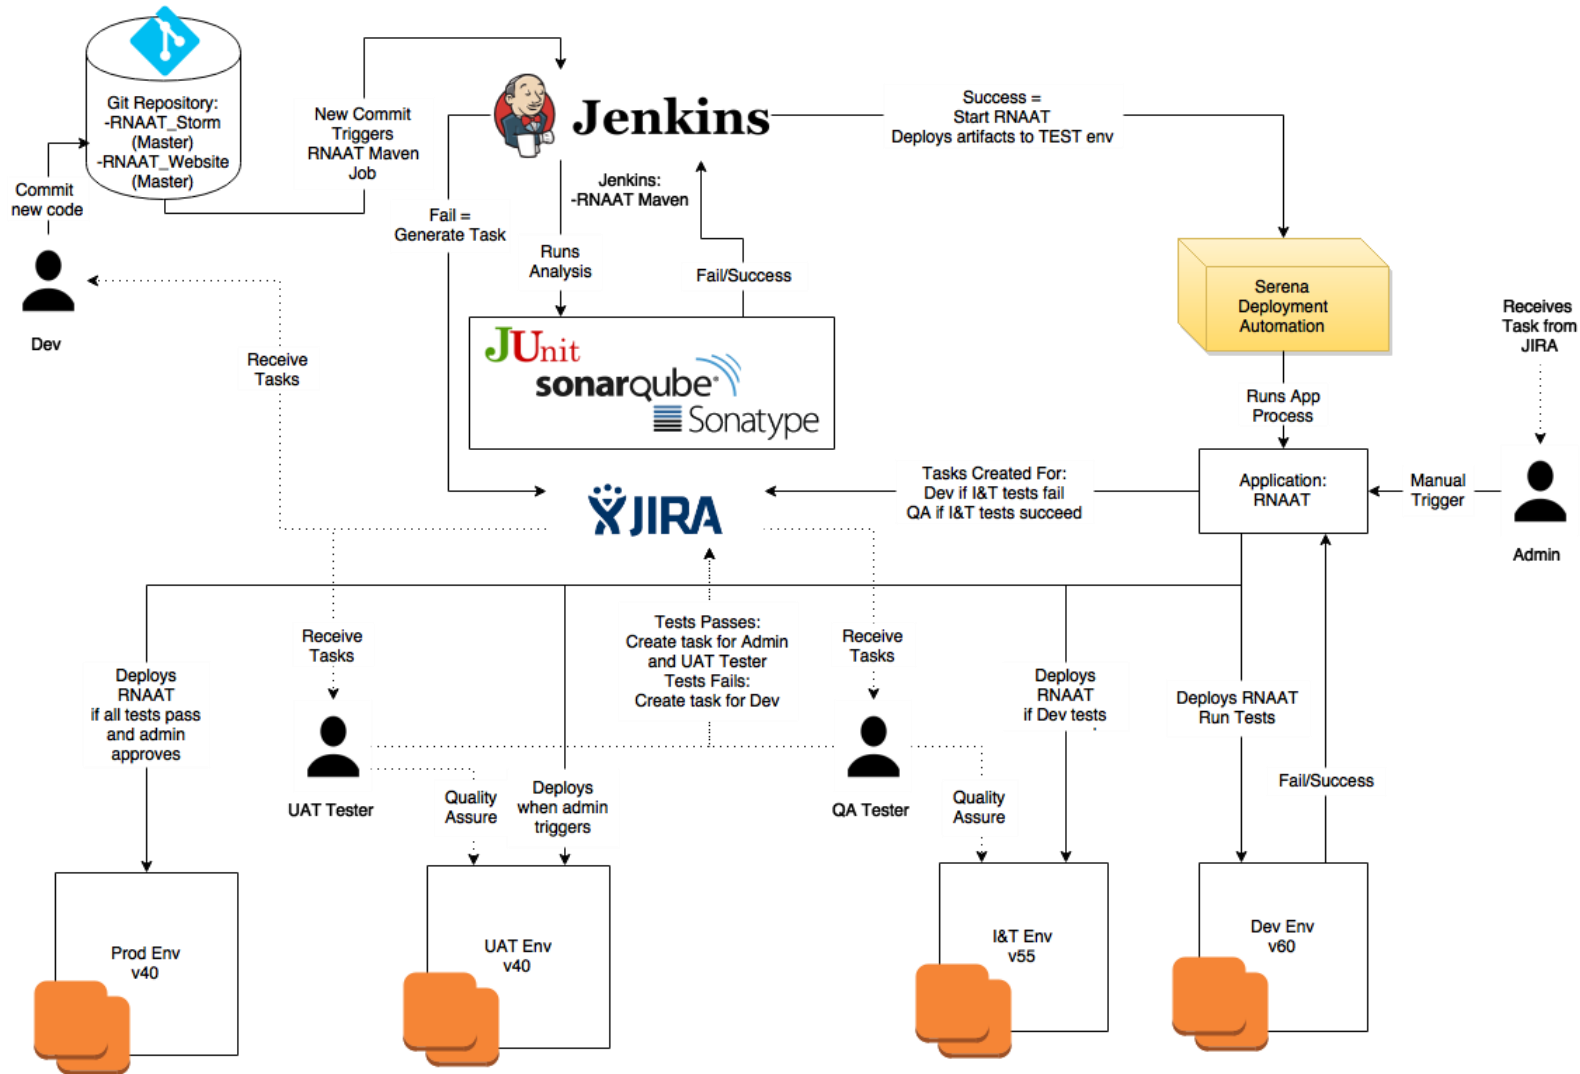 Git Repository:
-RNAAT_Storm
(Master)
-RNAAT_Website
(Master)
Commit
new code
Dev
New Commit
Triggers
RNAAT Maven
Job
Jenkins
Success =
Start RNAAT
Deploys artifacts to TEST env
Fail =
Generate Task
Jenkins:
-RNAAT Maven
Runs
Analysis
Fail/Success
JUnit
sonarqube
Sonatype
Serena
Deployment
Automation
Receives
Task from
JIRA
Receive
Tasks
Runs App
Process
Tasks Created For:
Dev if I&T tests fail
QA if I&T tests succeed
Application:
RNAAT
Manual
Trigger
Admin
JIRA
Receive
Tasks
Tests Passes:
Create task for Admin
and UAT Tester
Tests Fails:
Create task for Dev
Receive
Tasks
Deploys
RNAAT
if all tests pass
and admin
approves
Deploys
RNAAT
if Dev tests
Deploys RNAAT
Run Tests
Fail/Success
UAT Tester
Quality
Assure
Deploys
when admin
triggers
QA Tester
Quality
Assure
Prod Env
v40
UAT Env
v40
I&T Env
v55
Dev Env
v60